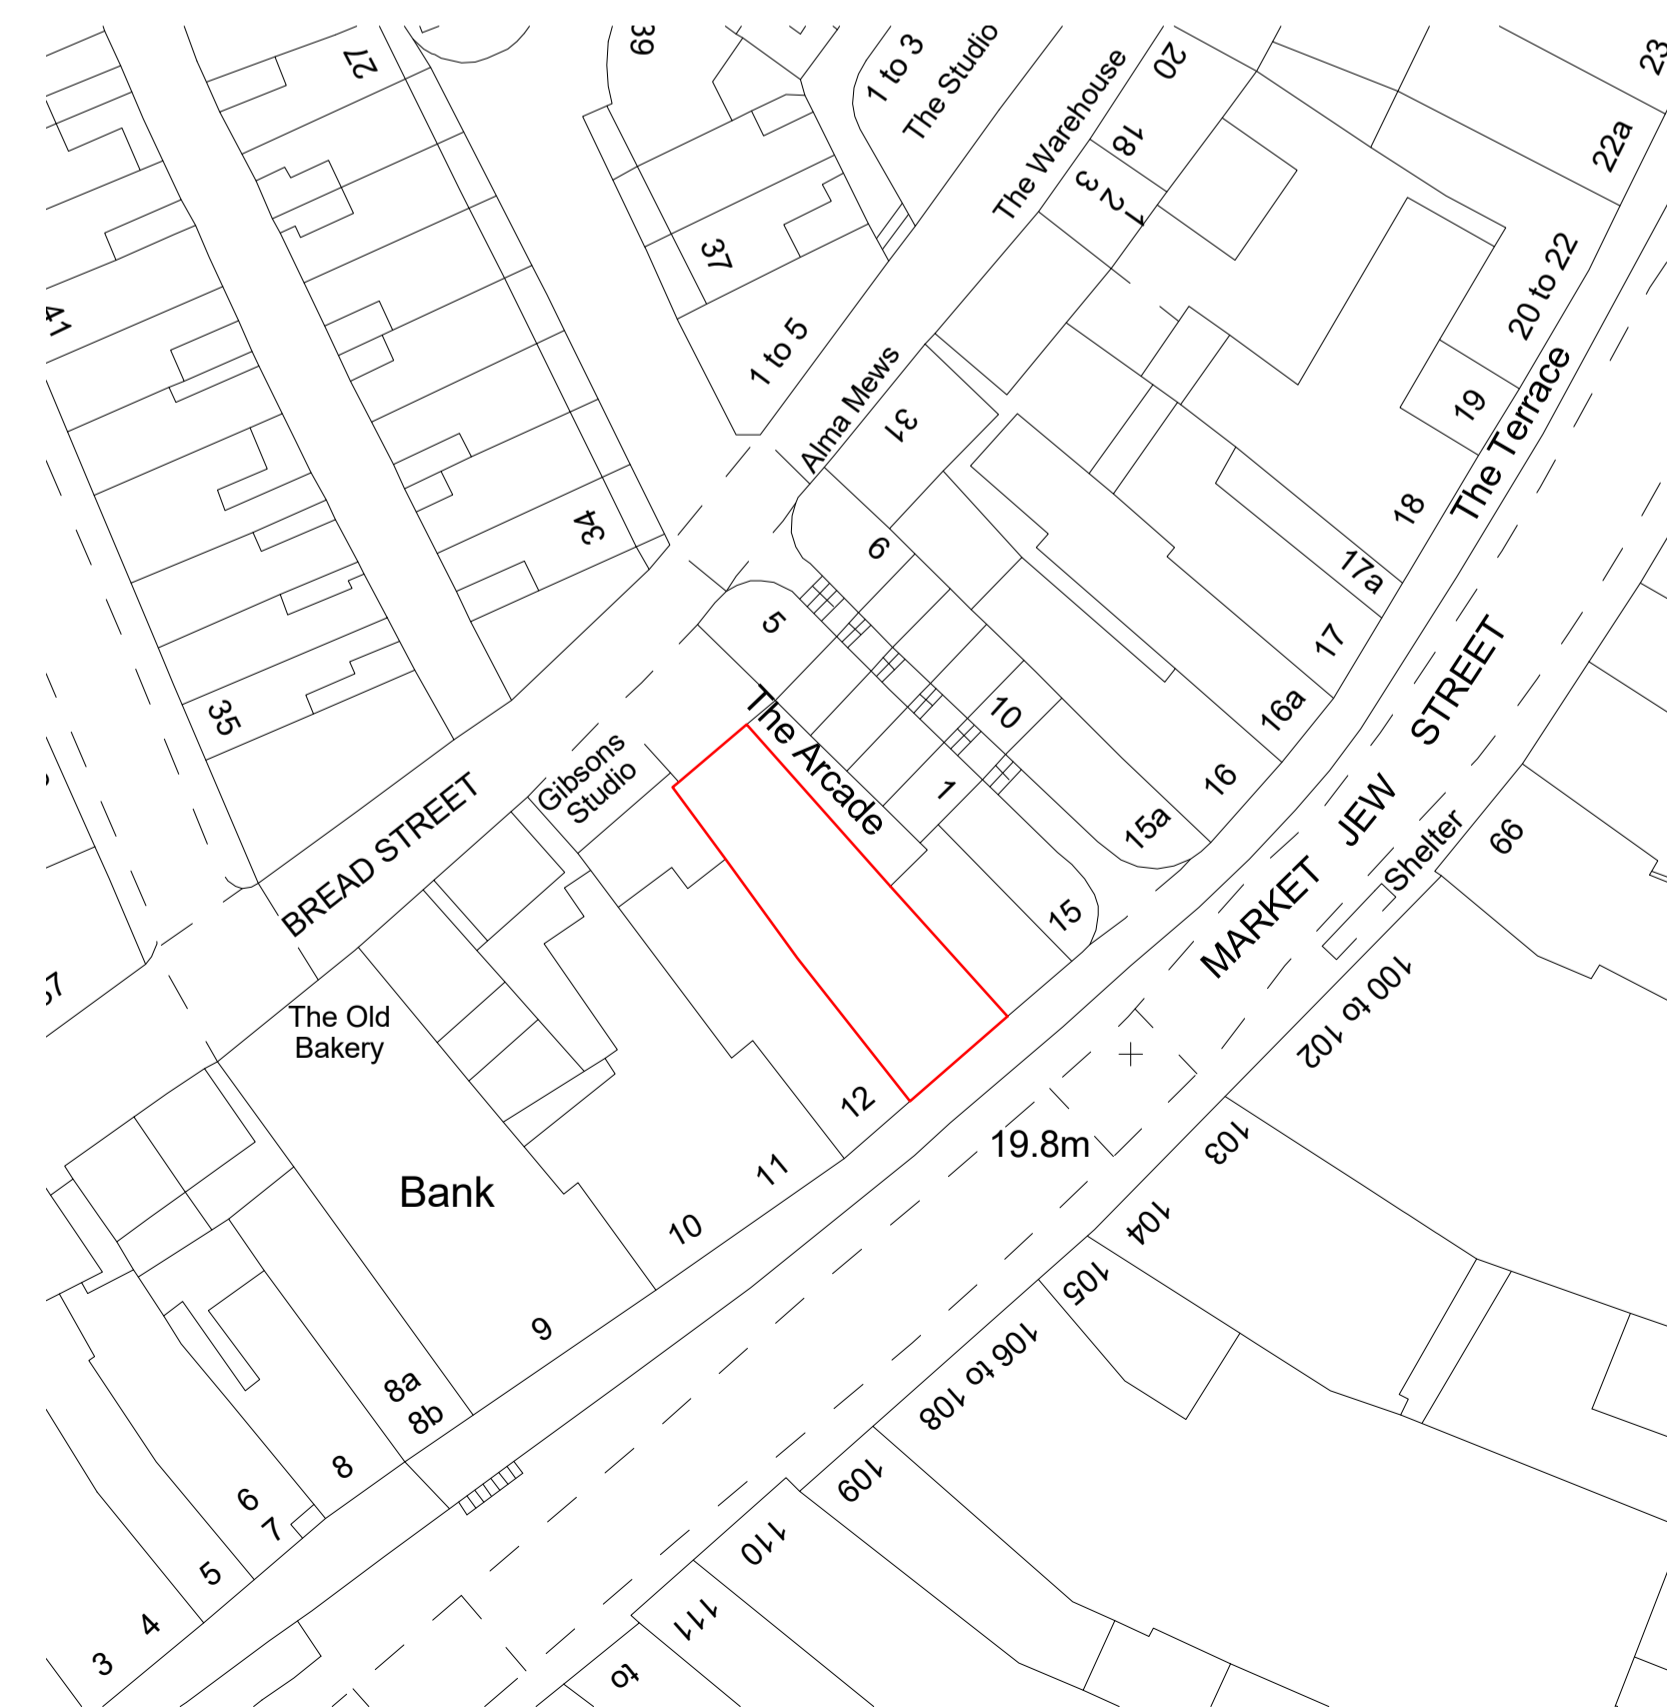 27
39
1 to 3
The Studio
The Warehouse
20
18
3
2
1
23
22a
37
20 to 22
41
1 to 5
Alma Mews
31
19
The Terrace
18
34
6
17a
5
17
35
The Arcade
10
16a
STREET
Gibsons
Studio
1
16
15a
JEW
Shelter
99
BREAD STREET
15
MARKET
100 to 102
The Old
Bakery
12
19.8m
103
11
Bank
10
104
105
9
106 to 108
8a
8b
8
109
6
7
110
5
4
111
3
to